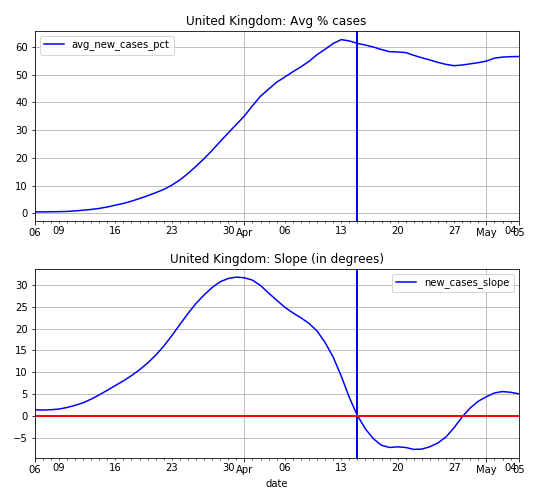 United Kingdom: Avg % cases
avg_new_cases_pct
60
50
40
30
20
10
0
06 09 16 23 30 Apr 06 13 20 27 May 04 05
United Kingdom: Slope (in degrees)
new_cases_slope
30
25
20
15
10
5
0
−5
06 09 16 23 30 Apr 06 13 20 27 May 04 05
date